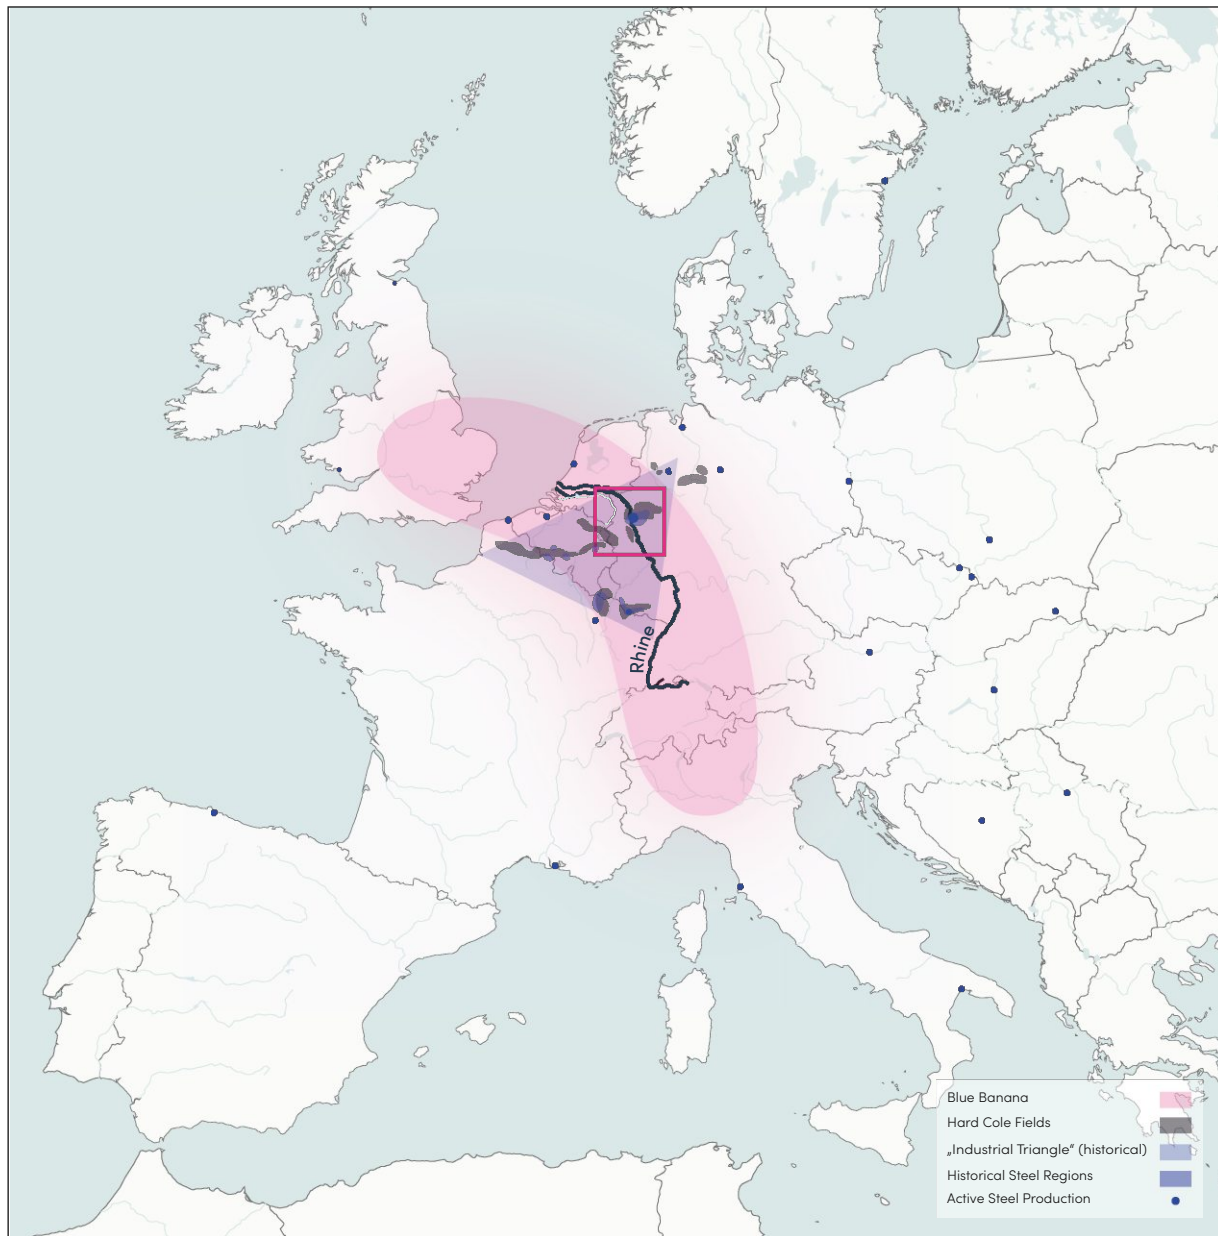 Rhine
Blue Banana
Hard Cole Fields
„Industrial Triangle“ (historical)
Historical Steel Regions
Active Steel Production